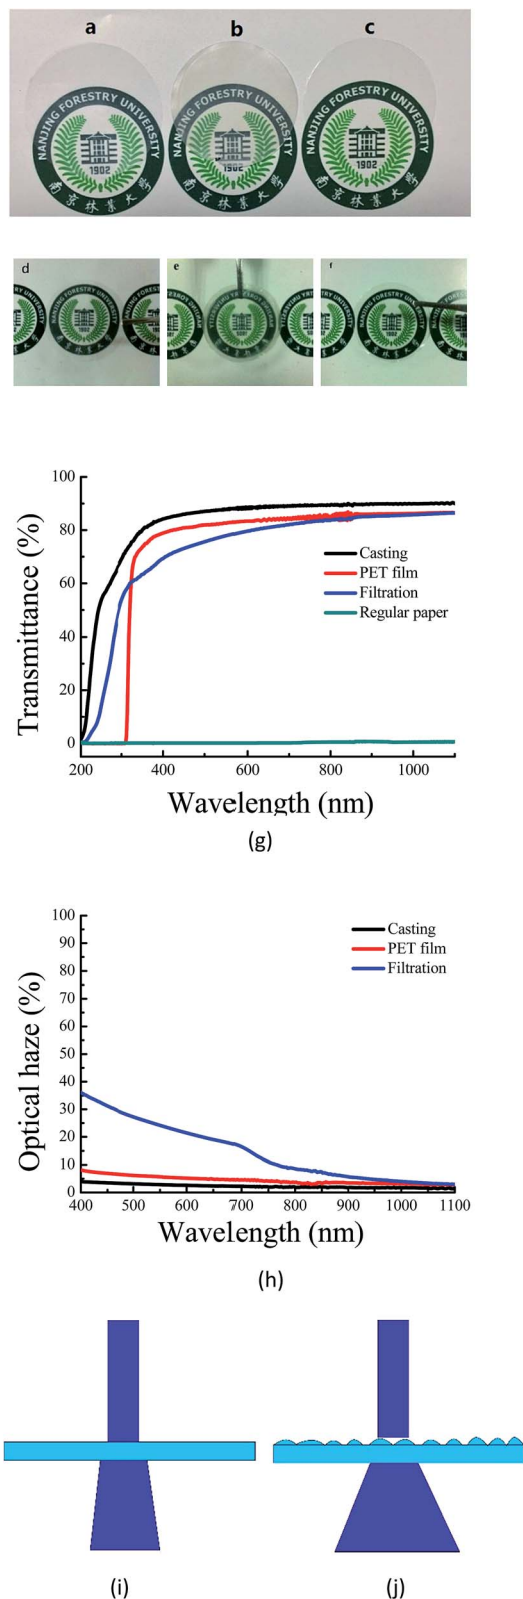 a b c
NANJING FORESTRY UNIVERSITY NANJING FORESTRY UNIVERSITY NANJING FORESTRY UNIVERSITY
1902 1902 1902
南京林業大學 南京林業大學 南京林業大學
d e f
100
80
60
40
20
0
Transmittance (%)
Casting
PET film
Filtration
Regular paper
200 400 600 800 1000
Wavelength (nm)
(g)
100
90
80
70
60
50
40
30
20
10
0
Optical haze (%)
Casting
PET film
Filtration
400 500 600 700 800 900 1000 1100
Wavelength (nm)
(h)
(i) (j)